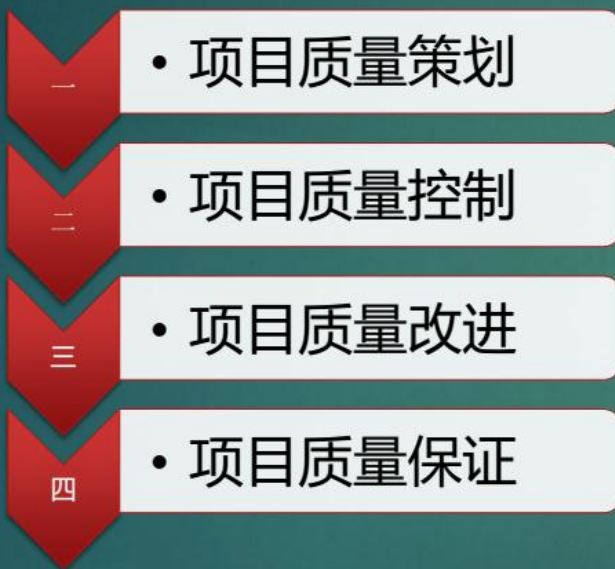 一
• 项目质量策划
二
• 项目质量控制
三
• 项目质量改进
四
• 项目质量保证